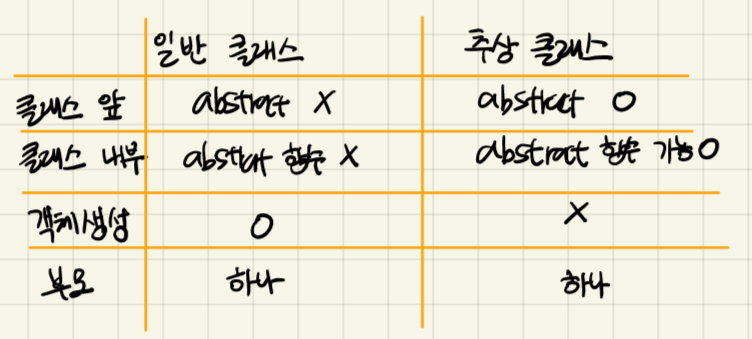 일반 클래스 추상 클래스
클래스 앞 abstract X abstract O
클래스 내부 abstrat 함수 X abstract 함수 가능 O
객체생성 O X
부모 하나 하나